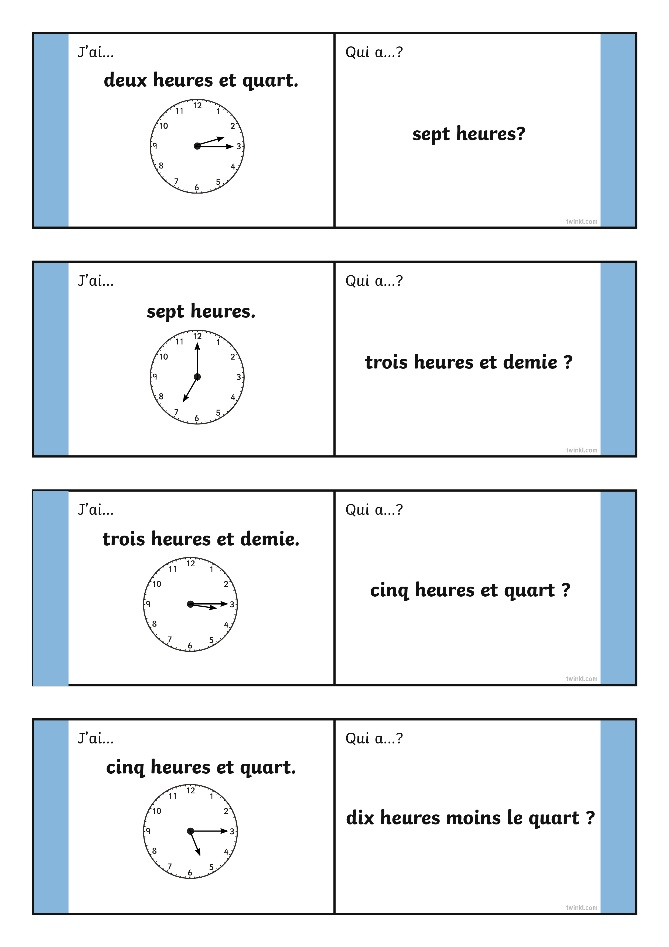 J'ai...
deux heures et quart.
12
11 1
10 2
9 3
8 4
7 5
6
Qui a...?
sept heures?
twinkl.com
J'ai...
sept heures.
12
11 1
10 2
9 3
8 4
7 5
6
Qui a...?
trois heures et demie ?
twinkl.com
J'ai...
trois heures et demie.
12
11 1
10 2
9 3
8 4
7 5
6
Qui a...?
cinq heures et quart ?
twinkl.com
J'ai...
cinq heures et quart.
12
11 1
10 2
9 3
8 4
7 5
6
Qui a...?
dix heures moins le quart ?
twinkl.com